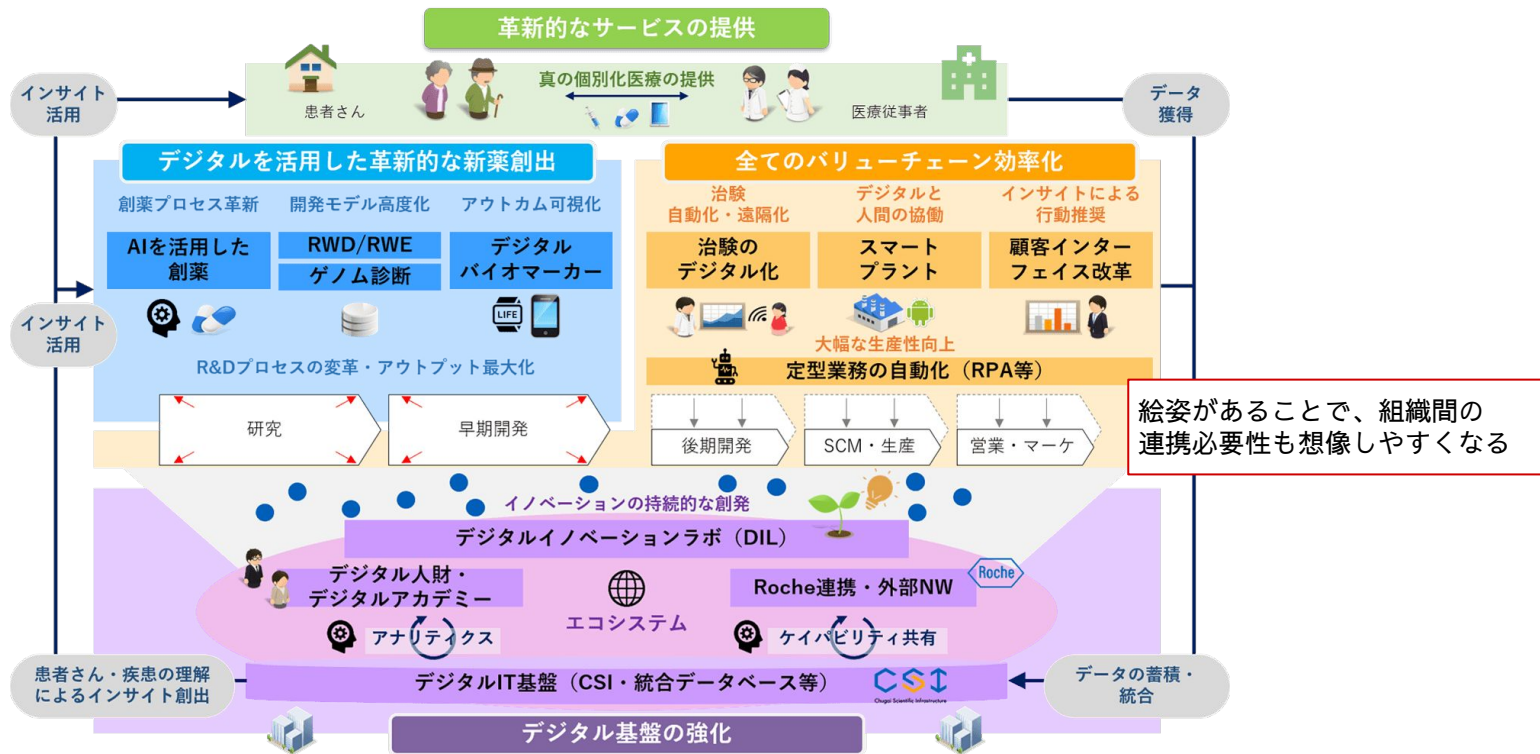 革新的なサービスの提供
インサイト
活用
患者さん
真の個別化医療の提供
医療従事者
データ
獲得
デジタルを活用した革新的な新薬創出
創薬プロセス革新
開発モデル高度化
アウトカム可視化
AIを活用した
創薬
RWD/RWE
ゲノム診断
デジタル
バイオマーカー
LIFE
R&Dプロセスの変革・アウトプット最大化
研究
早期開発
全てのバリューチェーン効率化
治験
自動化・遠隔化
デジタルと
人間の協働
インサイトによる
行動推奨
治験の
デジタル化
スマート
プラント
顧客インター
フェイス改革
大幅な生産性向上
定型業務の自動化（RPA等）
後期開発
SCM・生産
営業・マーケ
インサイト
活用
絵姿があることで、組織間の
連携必要性も想像しやすくなる
イノベーションの持続的な創発
デジタルイノベーションラボ（DIL）
デジタル人財・
デジタルアカデミー
エコシステム
Roche連携・外部NW
Roche
アナリティクス
ケイパビリティ共有
患者さん・疾患の理解
によるインサイト創出
デジタルIT基盤（CSI・統合データベース等）
CSI
Chugai Scientific Infrastructure
データの蓄積・
統合
デジタル基盤の強化